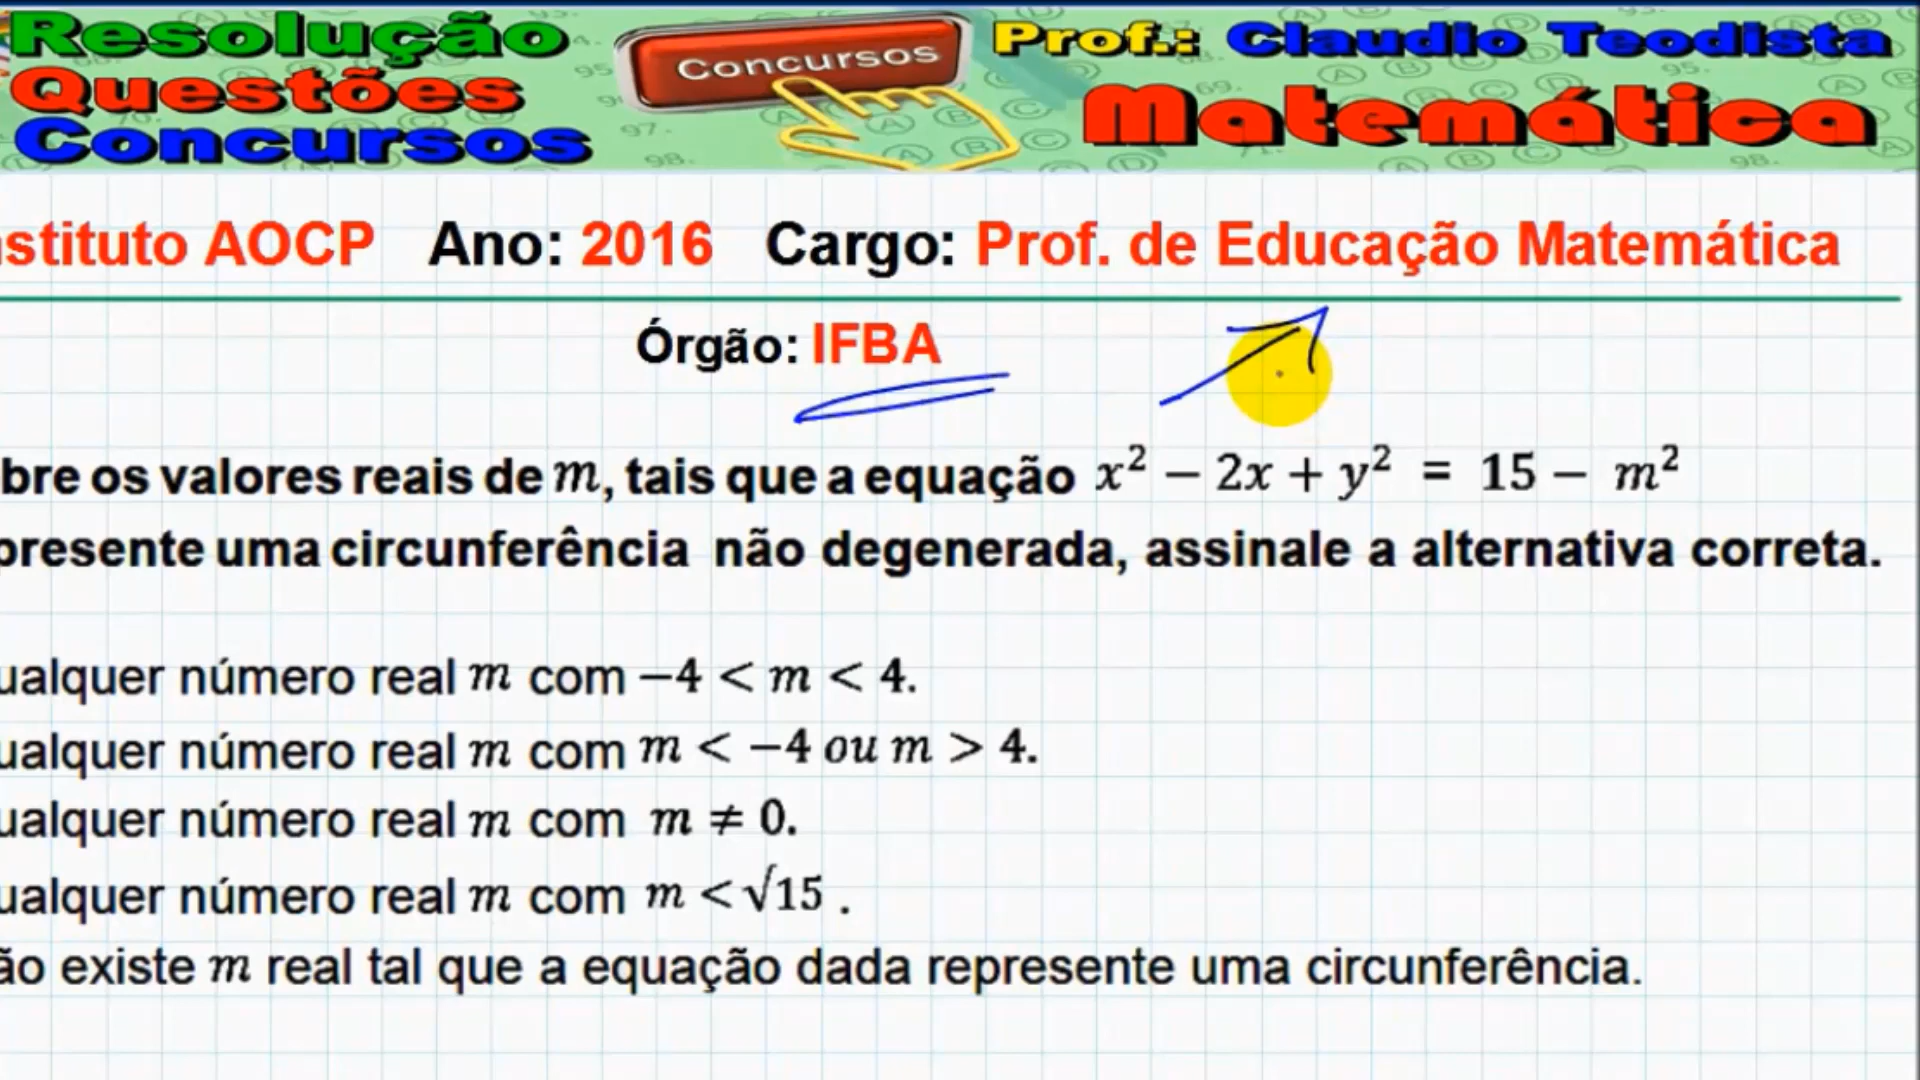 Resolução
Questões
Concursos
Concursos
Prof.: Claudio Teodista
Matemática
stituto AOCP Ano: 2016 Cargo: Prof. de Educação Matemática
Órgão: IFBA
bre os valores reais de m, tais que a equação x² − 2x + y² = 15 − m²
presente uma circunferência não degenerada, assinale a alternativa correta.
ualquer número real m com −4 < m < 4.
ualquer número real m com m < −4 ou m > 4.
ualquer número real m com m ≠ 0.
ualquer número real m com m < √15 .
ão existe m real tal que a equação dada represente uma circunferência.